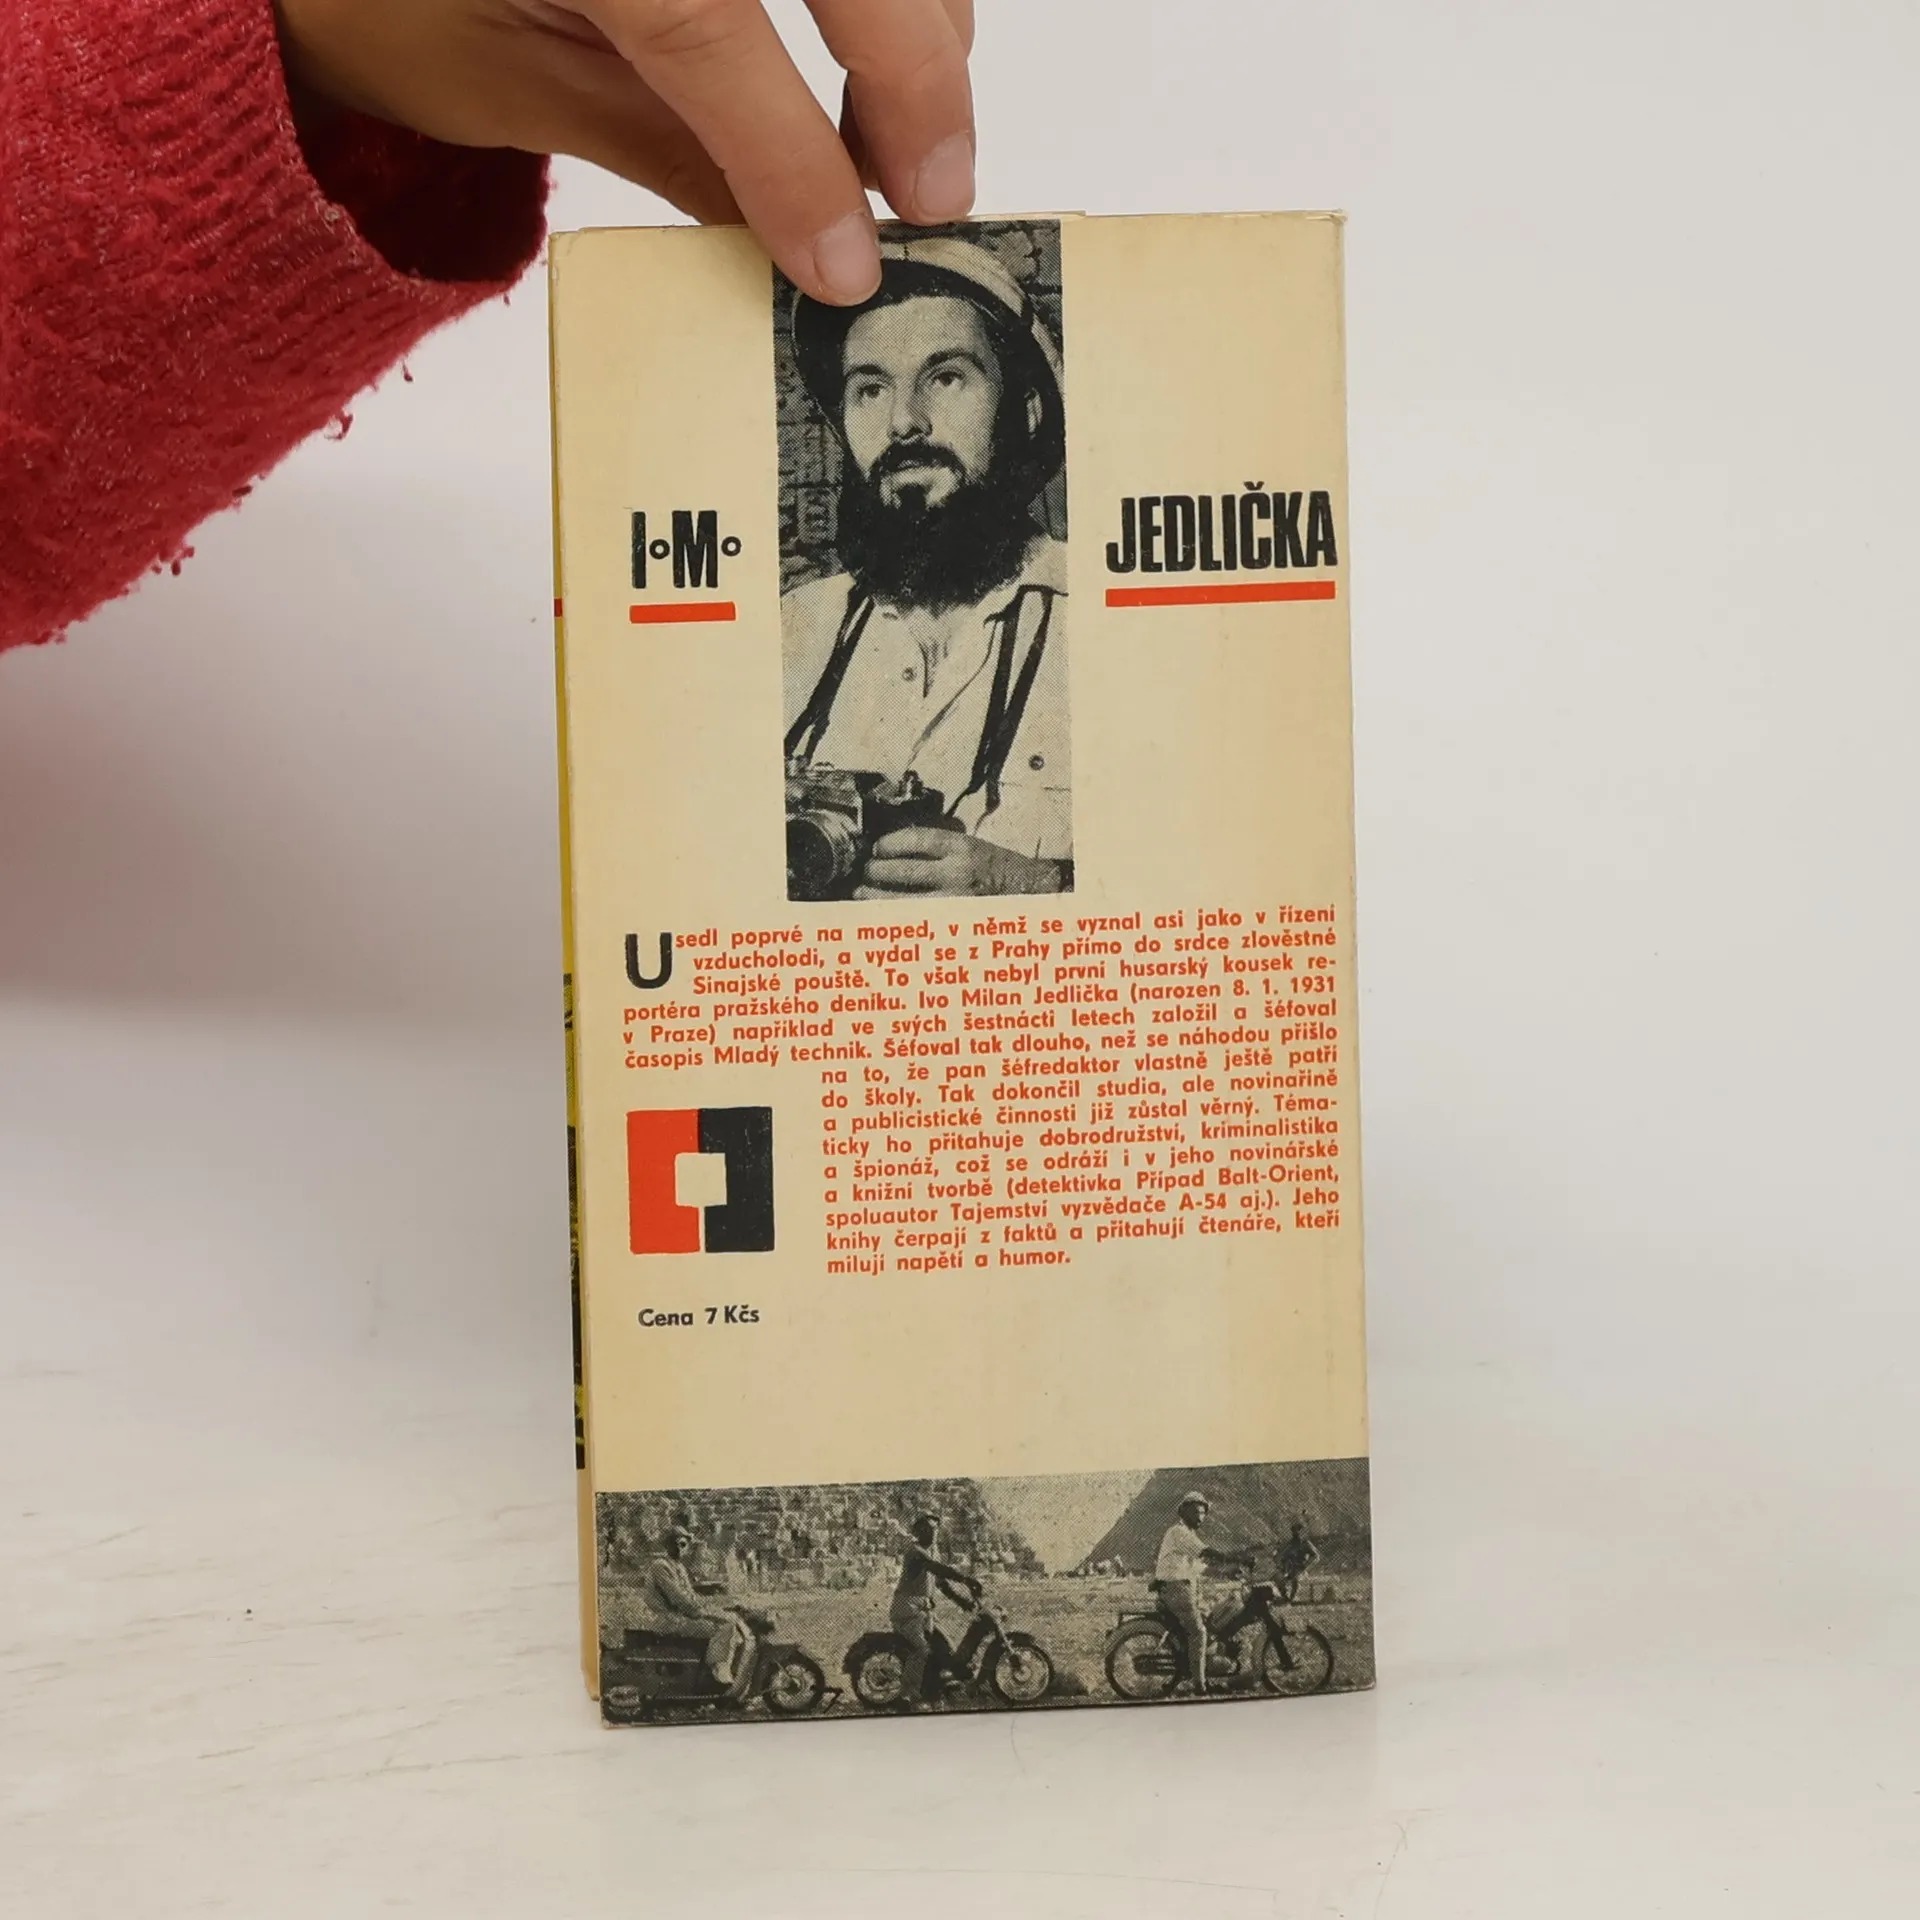 I. M. JEDLIČKA
Usedl poprvé na moped, v němž se vyznal asi jako v řízení
vzducholodi, a vydal se z Prahy přímo do srdce zlověstné
Sinajské pouště. To však nebyl první husarský kousek re-
portéra pražského deníku. Ivo Milan Jedlička (narozen 8. 1. 1931
v Praze) například ve svých šestnácti letech založil a šéfoval
časopis Mladý technik. Šéfoval tak dlouho, než se náhodou přišlo
na to, že pan šéfredaktor vlastně ještě patří
do školy. Tak dokončil studia, ale novinařině
a publicistické činnosti již zůstal věrný. Téma-
ticky ho přitahuje dobrodružství, kriminalistika
a špionáž, což se odráží i v jeho novinářské
a knižní tvorbě (detektivka Případ Balt-Orient,
spoluautor Tajemství vyzvědače A-54 aj.). Jeho
knihy čerpají z faktů a přitahují čtenáře, kteří
milují napětí a humor.
Cena 7 Kčs